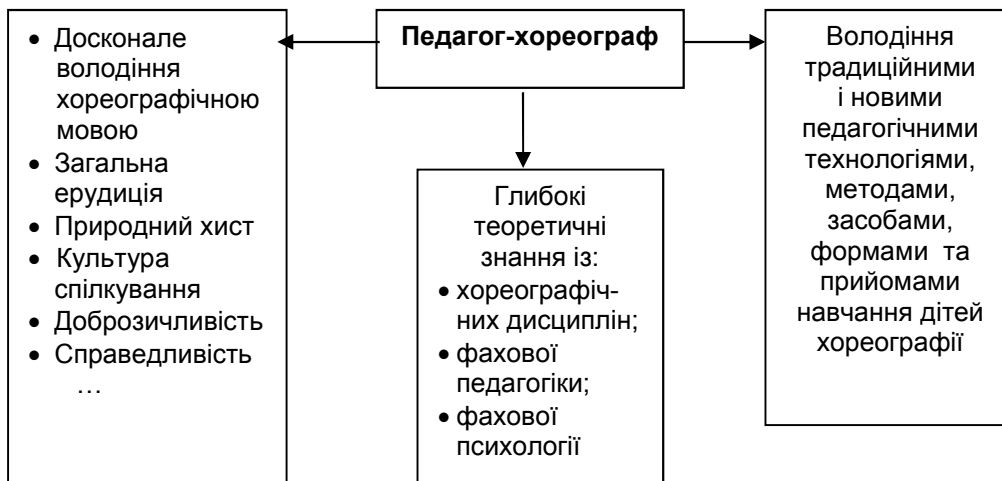 Педагог-хореограф
• Досконале
володіння
хореографічною
мовою
• Загальна
ерудиція
• Природний хист
• Культура
спілкування
• Доброзичливість
• Справедливість
…
Глибокі
теоретичні
знання із:
• хореографіч-
них дисциплін;
• фахової
педагогіки;
• фахової
психології
Володіння
традиційними
і новими
педагогічними
технологіями,
методами,
засобами,
формами та
прийомами
навчання дітей
хореографії